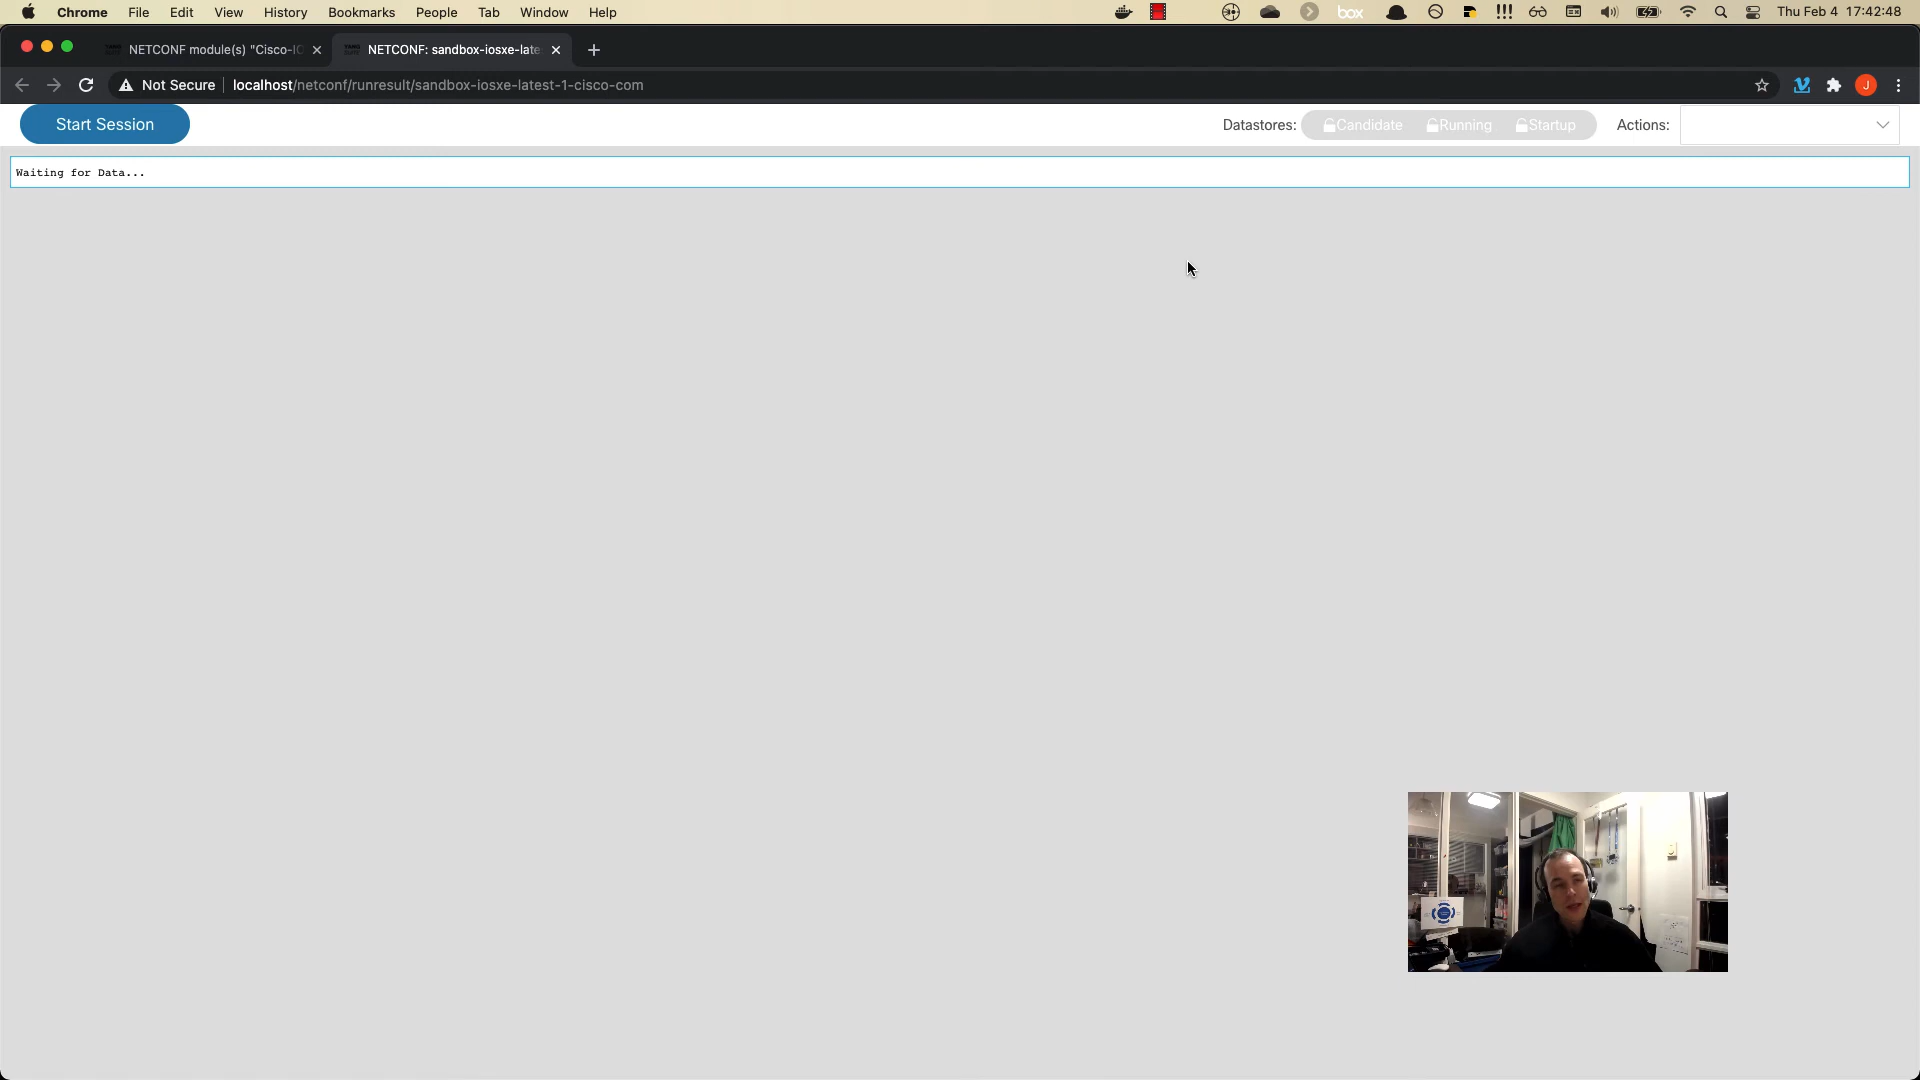 Chrome File Edit View History Bookmarks People Tab Window Help box Thu Feb 4 17:42:48
NETCONF module(s) "Cisco-IO NETCONF: sandbox-iosxe-late
Not Secure localhost/netconf/runresult/sandbox-iosxe-latest-1-cisco-com J
Start Session Datastores: Candidate Running Startup Actions:
Waiting for Data...